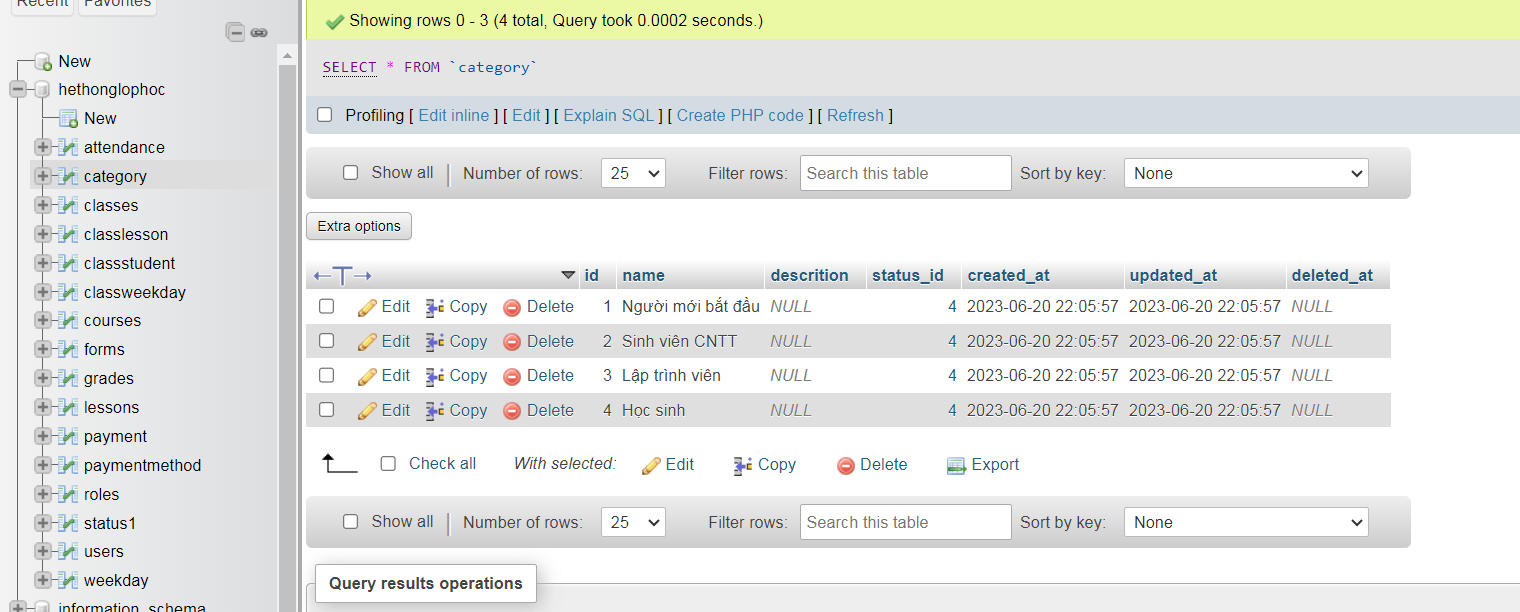 Recent Favorites
New
hethonglophoc
New
attendance
category
classes
classlesson
classstudent
classweekday
courses
forms
grades
lessons
payment
paymentmethod
roles
status1
users
weekday
information_schema
Showing rows 0 - 3 (4 total, Query took 0.0002 seconds.)
SELECT * FROM `category`
Profiling [ Edit inline ] [ Edit ] [ Explain SQL ] [ Create PHP code ] [ Refresh ]
Show all Number of rows: 25 Filter rows: Search this table Sort by key: None
Extra options
id name descrition status_id created_at updated_at deleted_at
Edit Copy Delete 1 Người mới bắt đầu NULL 4 2023-06-20 22:05:57 2023-06-20 22:05:57 NULL
Edit Copy Delete 2 Sinh viên CNTT NULL 4 2023-06-20 22:05:57 2023-06-20 22:05:57 NULL
Edit Copy Delete 3 Lập trình viên NULL 4 2023-06-20 22:05:57 2023-06-20 22:05:57 NULL
Edit Copy Delete 4 Học sinh NULL 4 2023-06-20 22:05:57 2023-06-20 22:05:57 NULL
Check all With selected: Edit Copy Delete Export
Show all Number of rows: 25 Filter rows: Search this table Sort by key: None
Query results operations